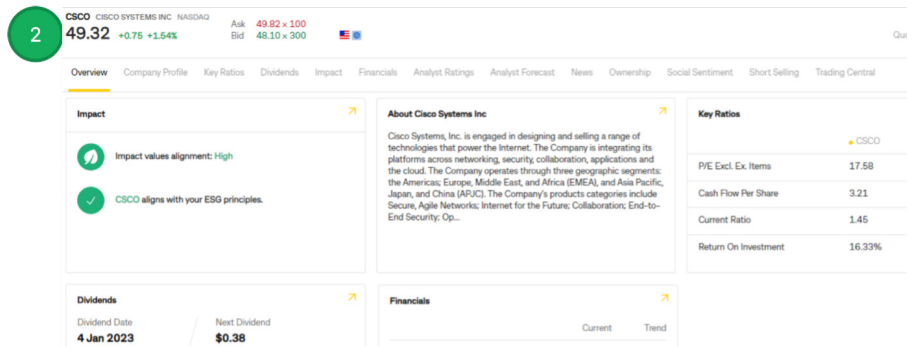 2
CSCO CISCO SYSTEMS INC NASDAQ
49.32 +0.75 +1.54%
Ask 49.82 x 100
Bid 48.10 x 300
Overview Company Profile Key Ratios Dividends Impact Financials Analyst Ratings Analyst Forecast News Ownership Social Sentiment Short Selling Trading Central
Impact
Impact values alignment: High
CSCO aligns with your ESG principles.
About Cisco Systems Inc
Cisco Systems, Inc. is engaged in designing and selling a range of
technologies that power the Internet. The Company is integrating its
platforms across networking, security, collaboration, applications and
the cloud. The Company operates through three geographic segments:
the Americas; Europe, Middle East, and Africa (EMEA), and Asia Pacific,
Japan, and China (APJC). The Company's products categories include
Secure, Agile Networks; Internet for the Future; Collaboration; End-to-
End Security; Op...
Key Ratios
CSCO
P/E Excl. Ex. Items 17.58
Cash Flow Per Share 3.21
Current Ratio 1.45
Return On Investment 16.33%
Dividends
Dividend Date Next Dividend
4 Jan 2023 $0.38
Financials
Current Trend